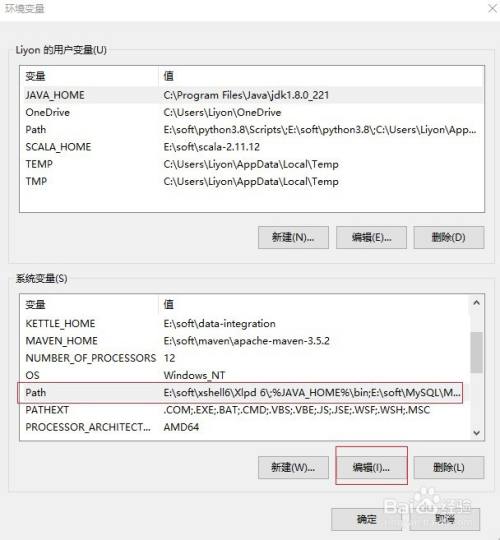 环境变量
Liyon 的用户变量(U)
变量 值
JAVA_HOME C:\Program Files\Java\jdk1.8.0_221
OneDrive C:\Users\Liyon\OneDrive
Path E:\soft\python3.8\Scripts\;E:\soft\python3.8\;C:\Users\Liyon\App...
SCALA_HOME E:\soft\scala-2.11.12
TEMP C:\Users\Liyon\AppData\Local\Temp
TMP C:\Users\Liyon\AppData\Local\Temp
新建(N)... 编辑(E)... 删除(D)
系统变量(S)
变量 值
KETTLE_HOME E:\soft\data-integration
MAVEN_HOME E:\soft\maven\apache-maven-3.5.2
NUMBER_OF_PROCESSORS 12
OS Windows_NT
Path E:\soft\xshell6\Xlpd 6\;%JAVA_HOME%\bin;E:\soft\MySQL\M...
PATHEXT .COM;.EXE;.BAT;.CMD;.VBS;.VBE;.JS;.JSE;.WSF;.WSH;.MSC
PROCESSOR_ARCHITECT... AMD64
新建(W)... 编辑(I)... 删除(L)
Baidu经验
确定 取消